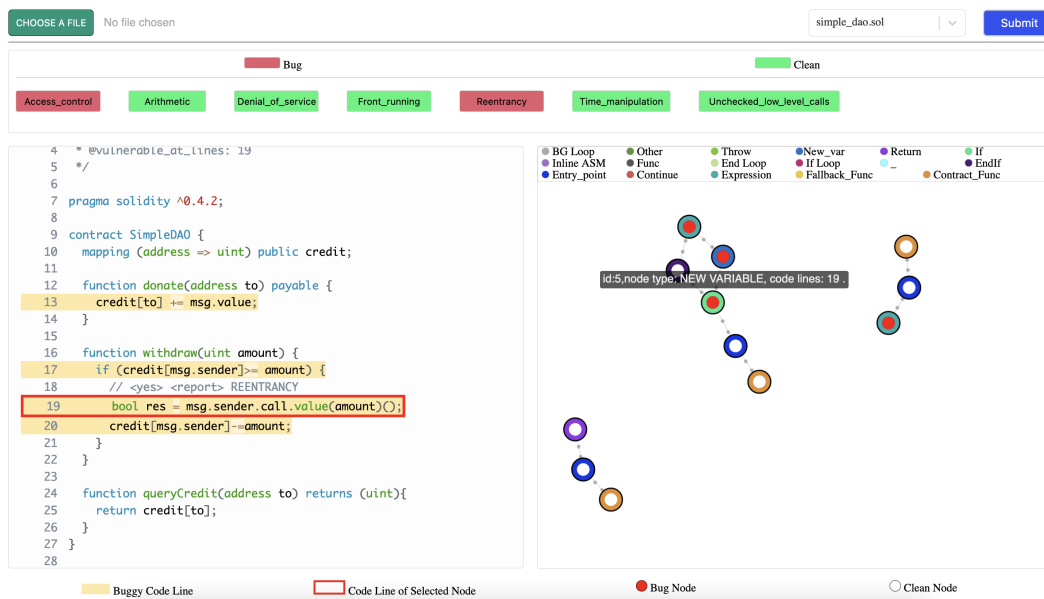 CHOOSE A FILE No file chosen simple_dao.sol Submit
Bug Clean
Access_control Arithmetic Denial_of_service Front_running Reentrancy Time_manipulation Unchecked_low_level_calls
4 * @vulnerable_at_lines: 19
5 */
6
7 pragma solidity ^0.4.2;
8
9 contract SimpleDAO {
10 mapping (address => uint) public credit;
11
12 function donate(address to) payable {
13 credit[to] += msg.value;
14 }
15
16 function withdraw(uint amount) {
17 if (credit[msg.sender]>= amount) {
18 // <yes> <report> REENTRANCY
19 bool res = msg.sender.call.value(amount)();
20 credit[msg.sender]-=amount;
21 }
22 }
23
24 function queryCredit(address to) returns (uint){
25 return credit[to];
26 }
27 }
28
BG Loop Other Throw New_var Return If
Inline ASM Func End Loop If Loop _ EndIf
Entry_point Continue Expression Fallback_Func Contract_Func
id:5,node type: NEW VARIABLE, code lines: 19 .
Buggy Code Line Code Line of Selected Node Bug Node Clean Node